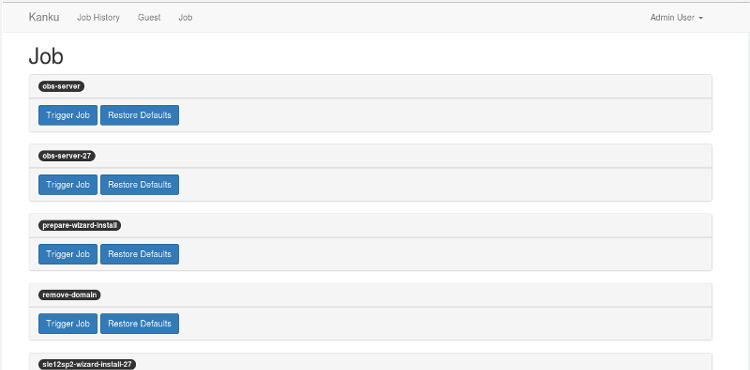 Kanku Job History Guest Job Admin User
Job
obs-server
Trigger Job Restore Defaults
obs-server-27
Trigger Job Restore Defaults
prepare-wizard-install
Trigger Job Restore Defaults
remove-domain
Trigger Job Restore Defaults
sle12sp2-wizard-install-27